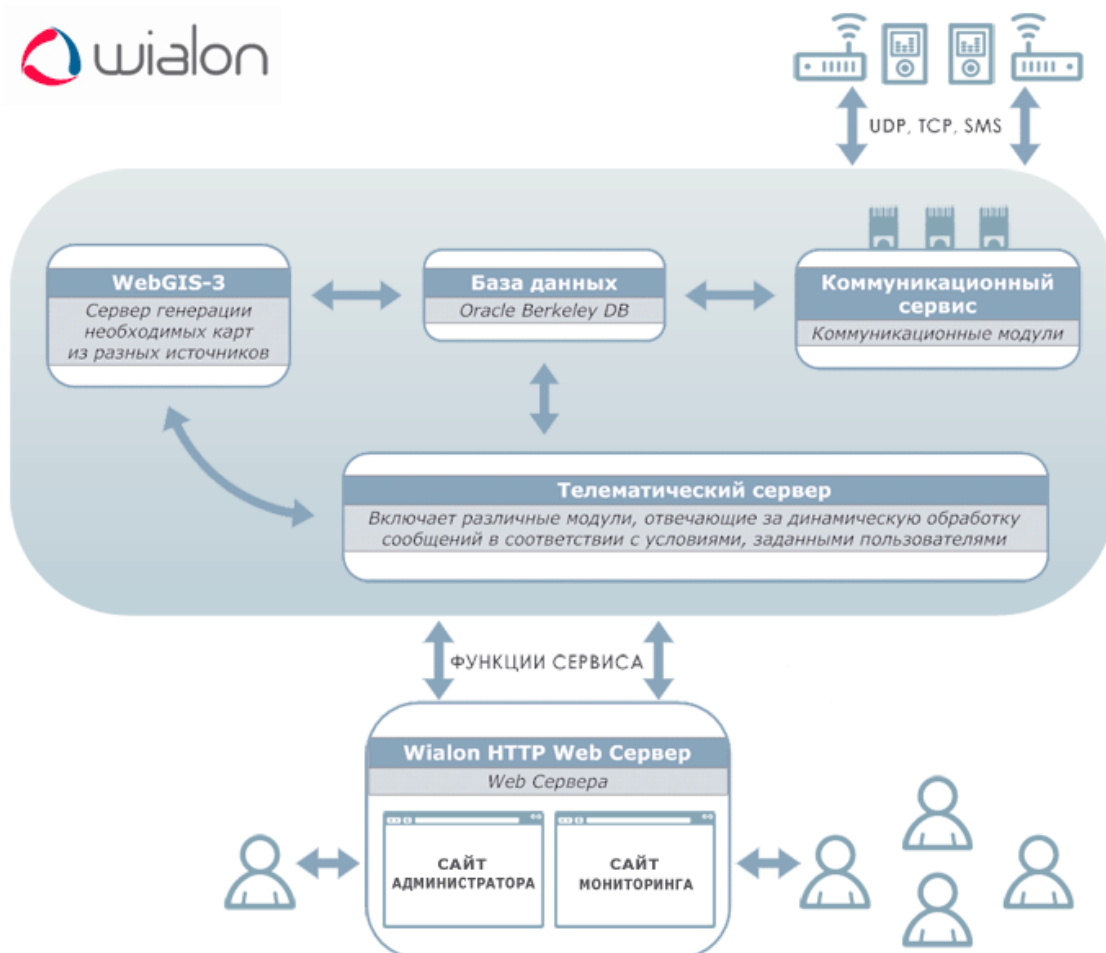 wialon
UDP, TCP, SMS
WebGIS-3
Сервер генерации
необходимых карт
из разных источников
База данных
Oracle Berkeley DB
Коммуникационный
сервис
Коммуникационные модули
Телематический сервер
Включает различные модули, отвечающие за динамическую обработку
сообщений в соответствии с условиями, заданными пользователями
ФУНКЦИИ СЕРВИСА
Wialon HTTP Web Сервер
Web Сервера
САЙТ
АДМИНИСТРАТОРА
САЙТ
МОНИТОРИНГА